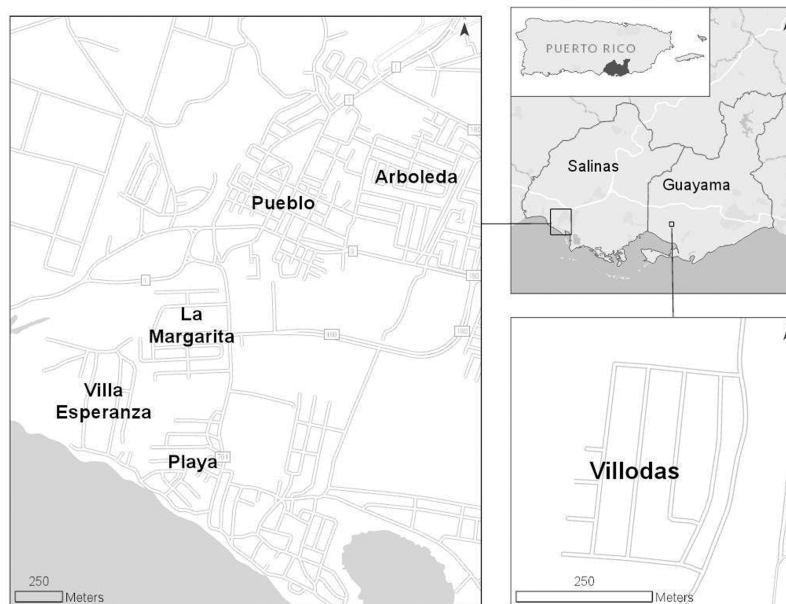 Arboleda
Pueblo
La
Margarita
Villa
Esperanza
Playa
250
Meters
PUERTO RICO
Salinas
Guayama
Villodas
250
Meters